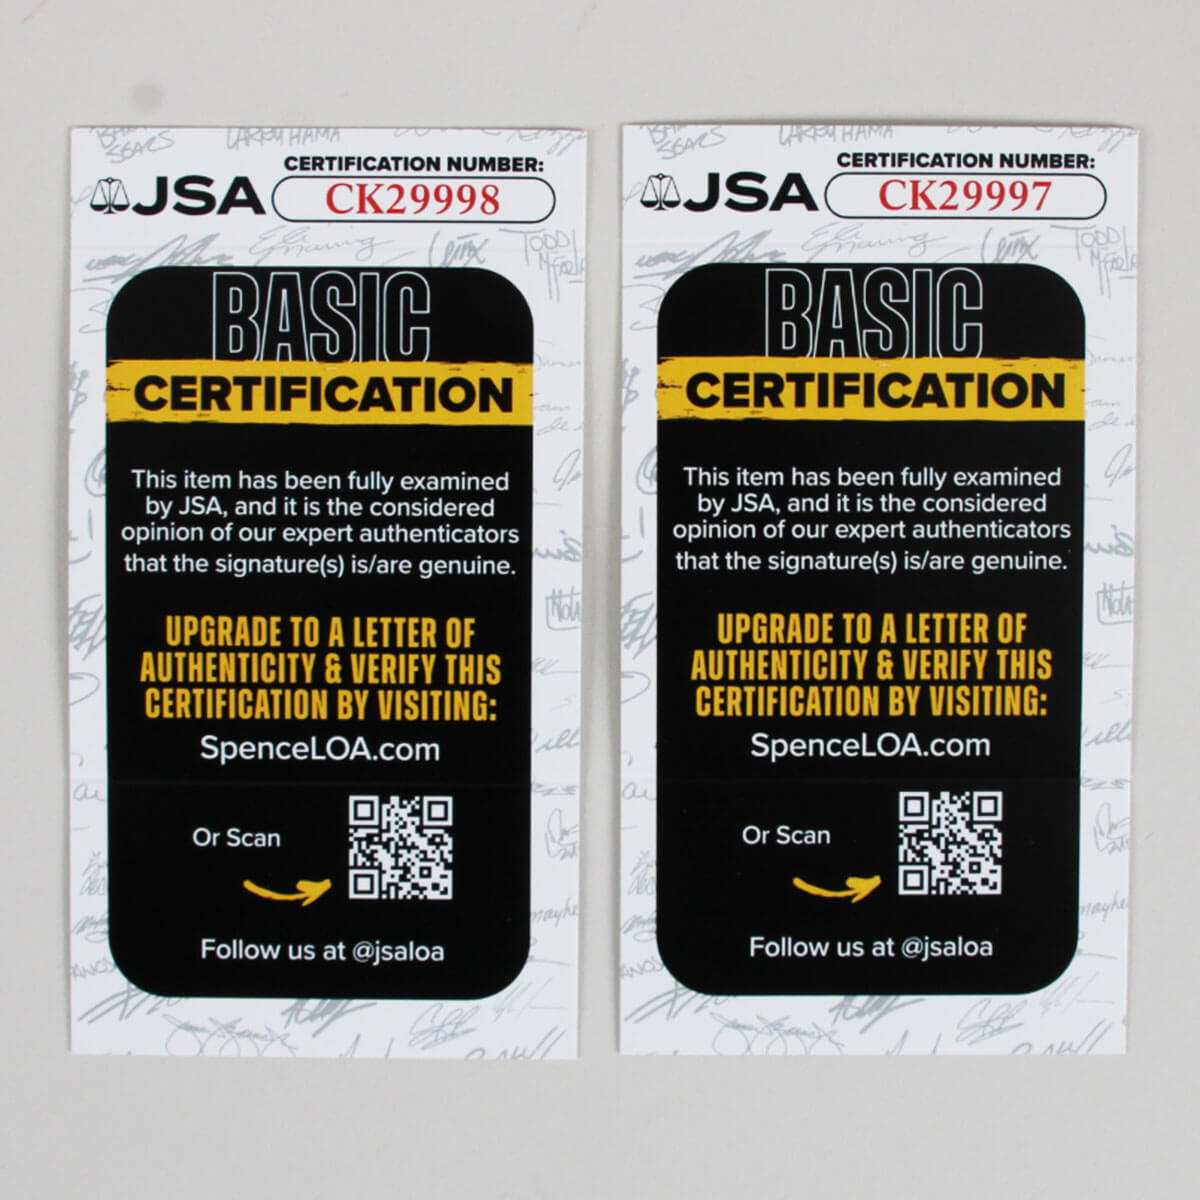 CERTIFICATION NUMBER:
JSA CK29998
BASIC
CERTIFICATION
This item has been fully examined
by JSA, and it is the considered
opinion of our expert authenticators
that the signature(s) is/are genuine.
UPGRADE TO A LETTER OF
AUTHENTICITY & VERIFY THIS
CERTIFICATION BY VISITING:
SpenceLOA.com
Or Scan
Follow us at @jsaloa
CERTIFICATION NUMBER:
JSA CK29997
BASIC
CERTIFICATION
This item has been fully examined
by JSA, and it is the considered
opinion of our expert authenticators
that the signature(s) is/are genuine.
UPGRADE TO A LETTER OF
AUTHENTICITY & VERIFY THIS
CERTIFICATION BY VISITING:
SpenceLOA.com
Or Scan
Follow us at @jsaloa